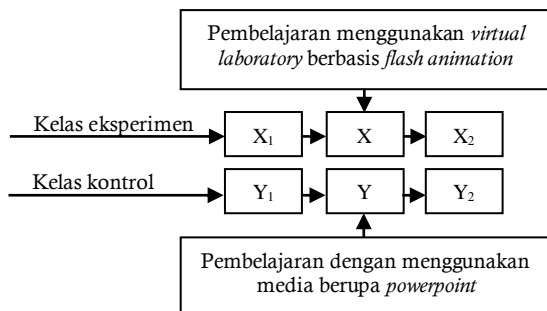 Pembelajaran menggunakan virtual
laboratory berbasis flash animation
Kelas eksperimen
X₁ X X₂
Kelas kontrol
Y₁ Y Y₂
Pembelajaran dengan menggunakan
media berupa powerpoint